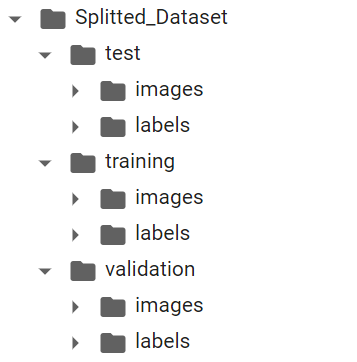 Splitted_Dataset
test
images
labels
training
images
labels
validation
images
labels